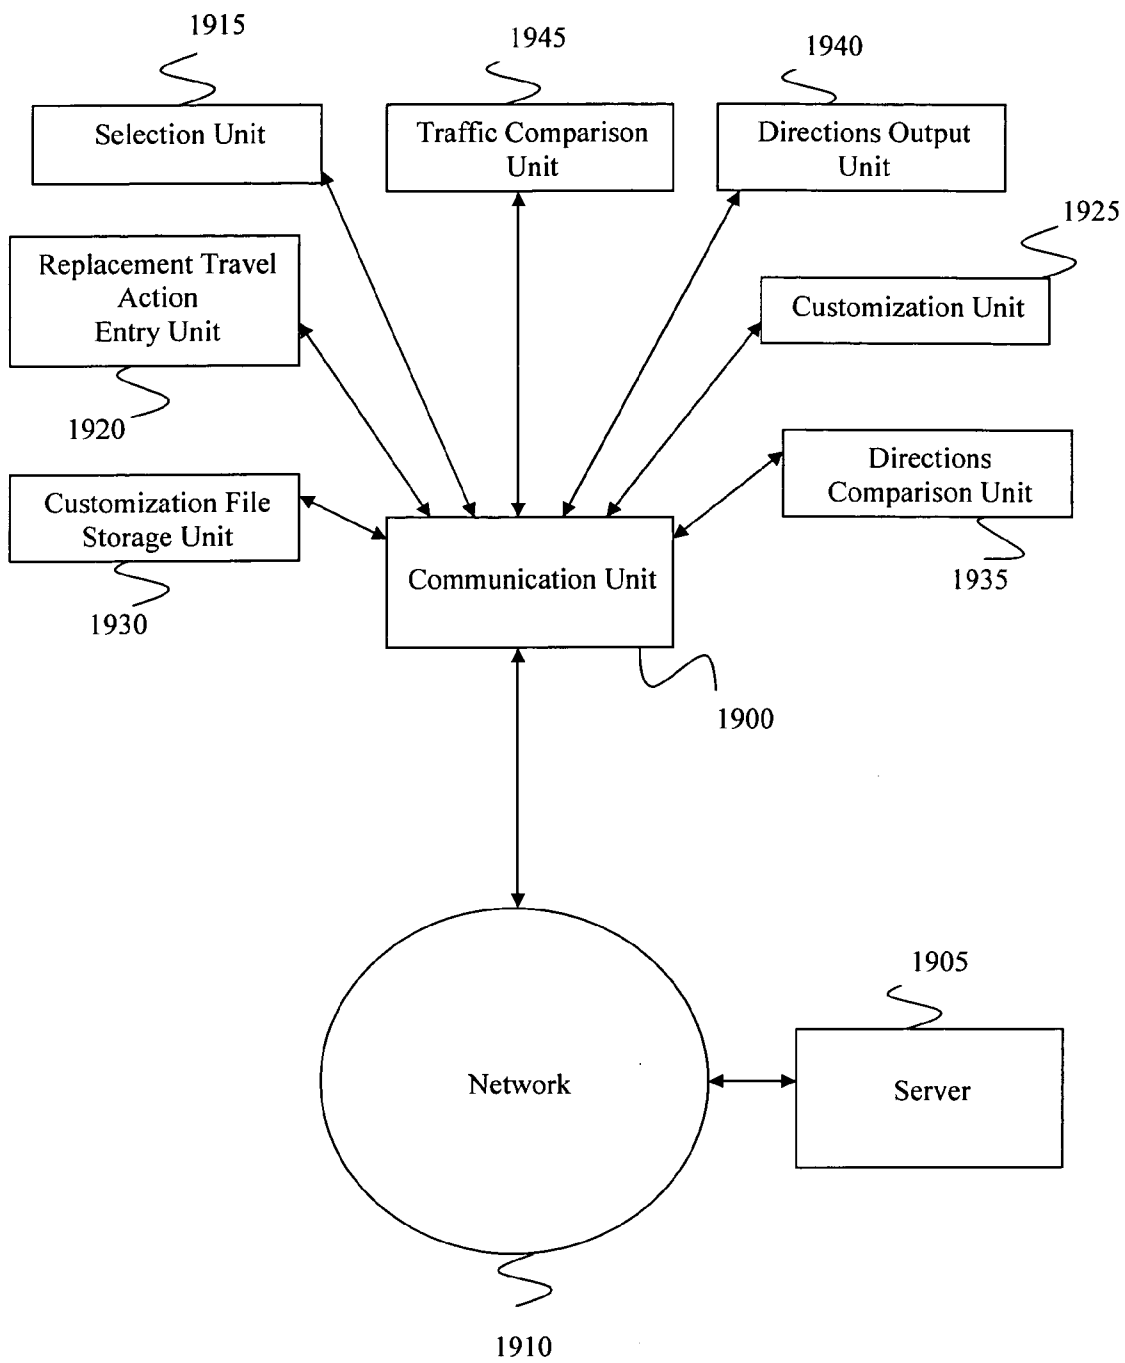 1915
1945
1940
Selection Unit
Traffic Comparison
Unit
Directions Output
Unit
1925
Replacement Travel
Action
Entry Unit
Customization Unit
1920
Directions
Comparison Unit
Customization File
Storage Unit
1935
Communication Unit
1930
1900
1905
Network
Server
1910